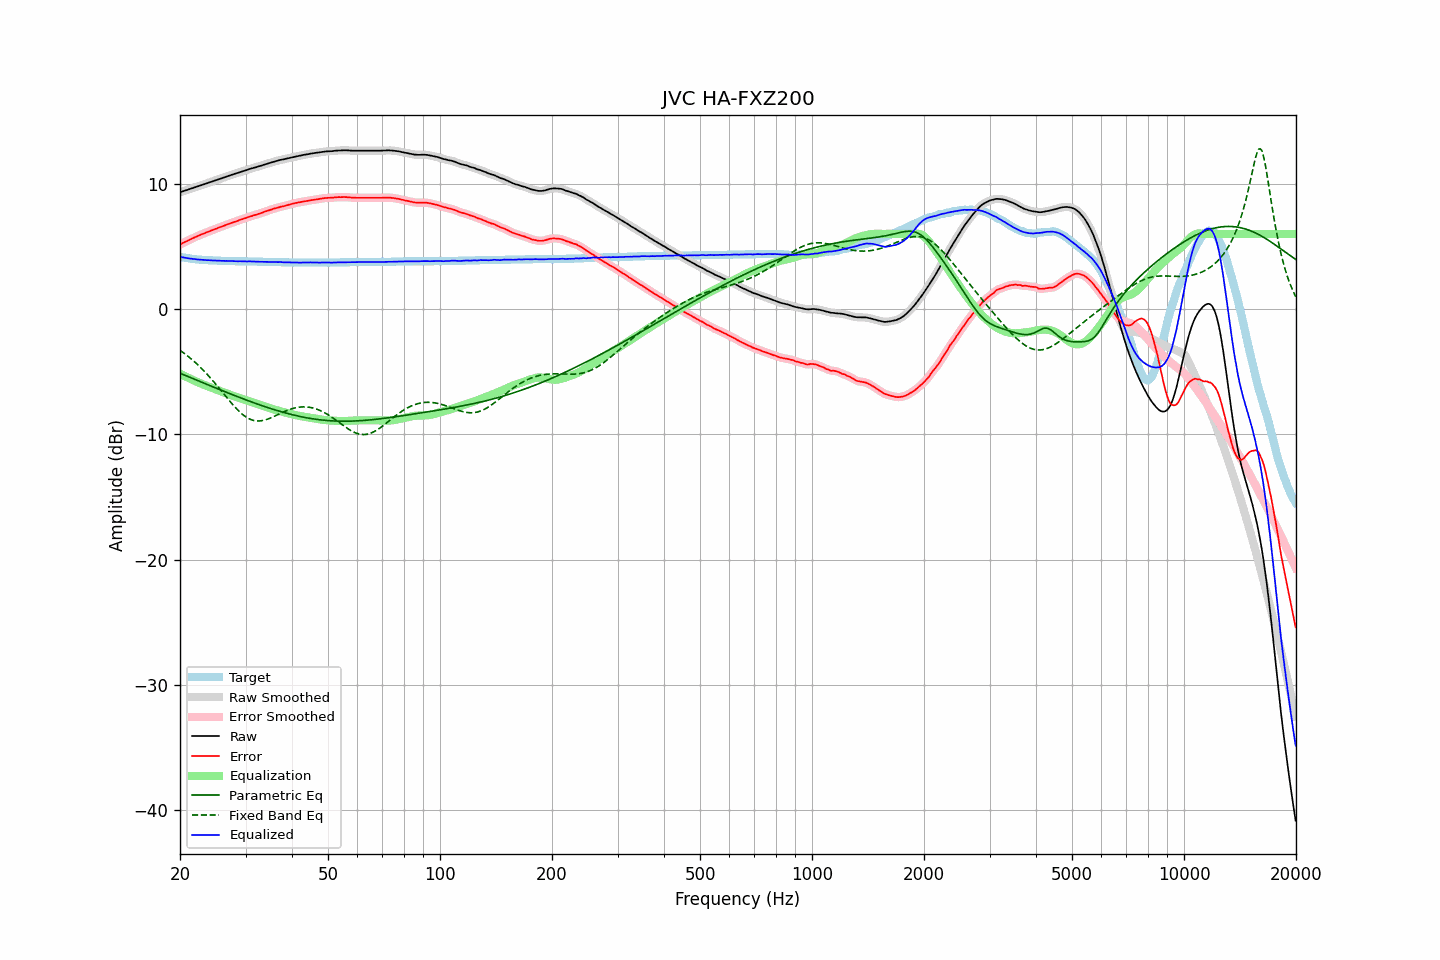 JVC HA-FXZ200
Amplitude (dBr)
10
0
−10
−20
−30
−40
Target
Raw Smoothed
Error Smoothed
Raw
Error
Equalization
Parametric Eq
Fixed Band Eq
Equalized
20 50 100 200 500 1000 2000 5000 10000 20000
Frequency (Hz)